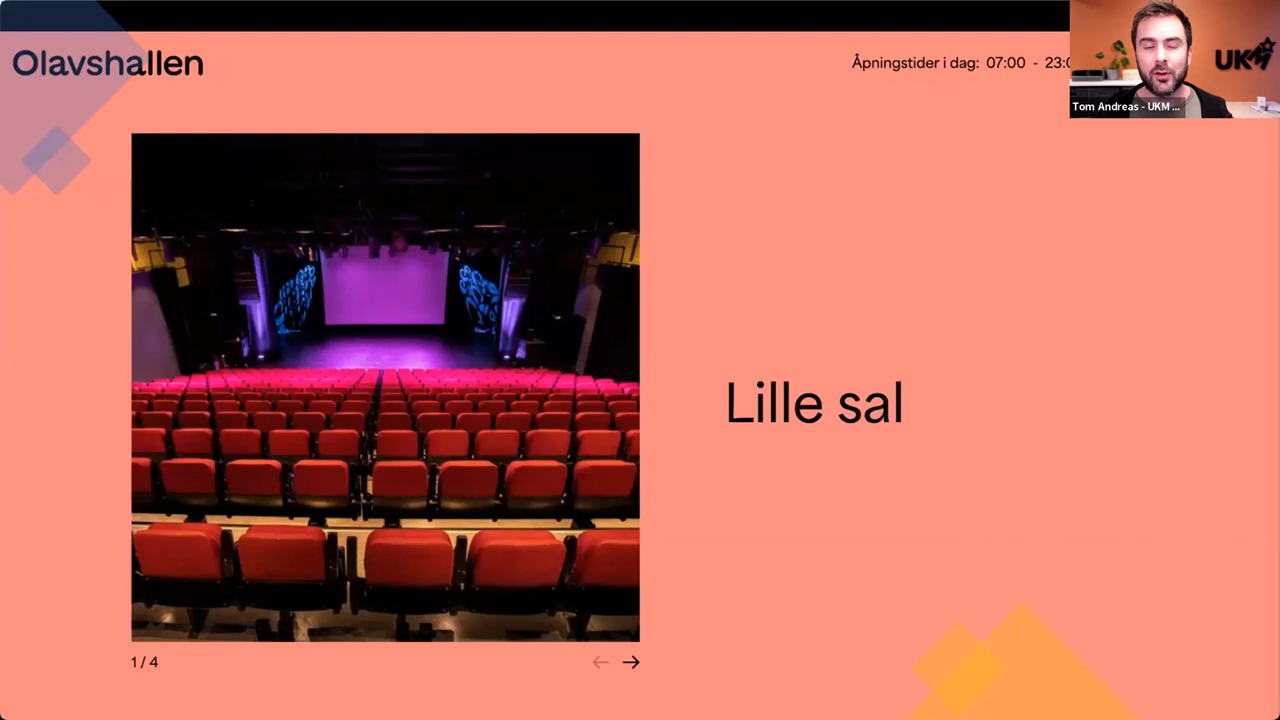 Olavshallen
Åpningstider i dag: 07:00 - 23:0
UKM
Tom Andreas - UKM ...
Lille sal
1 / 4